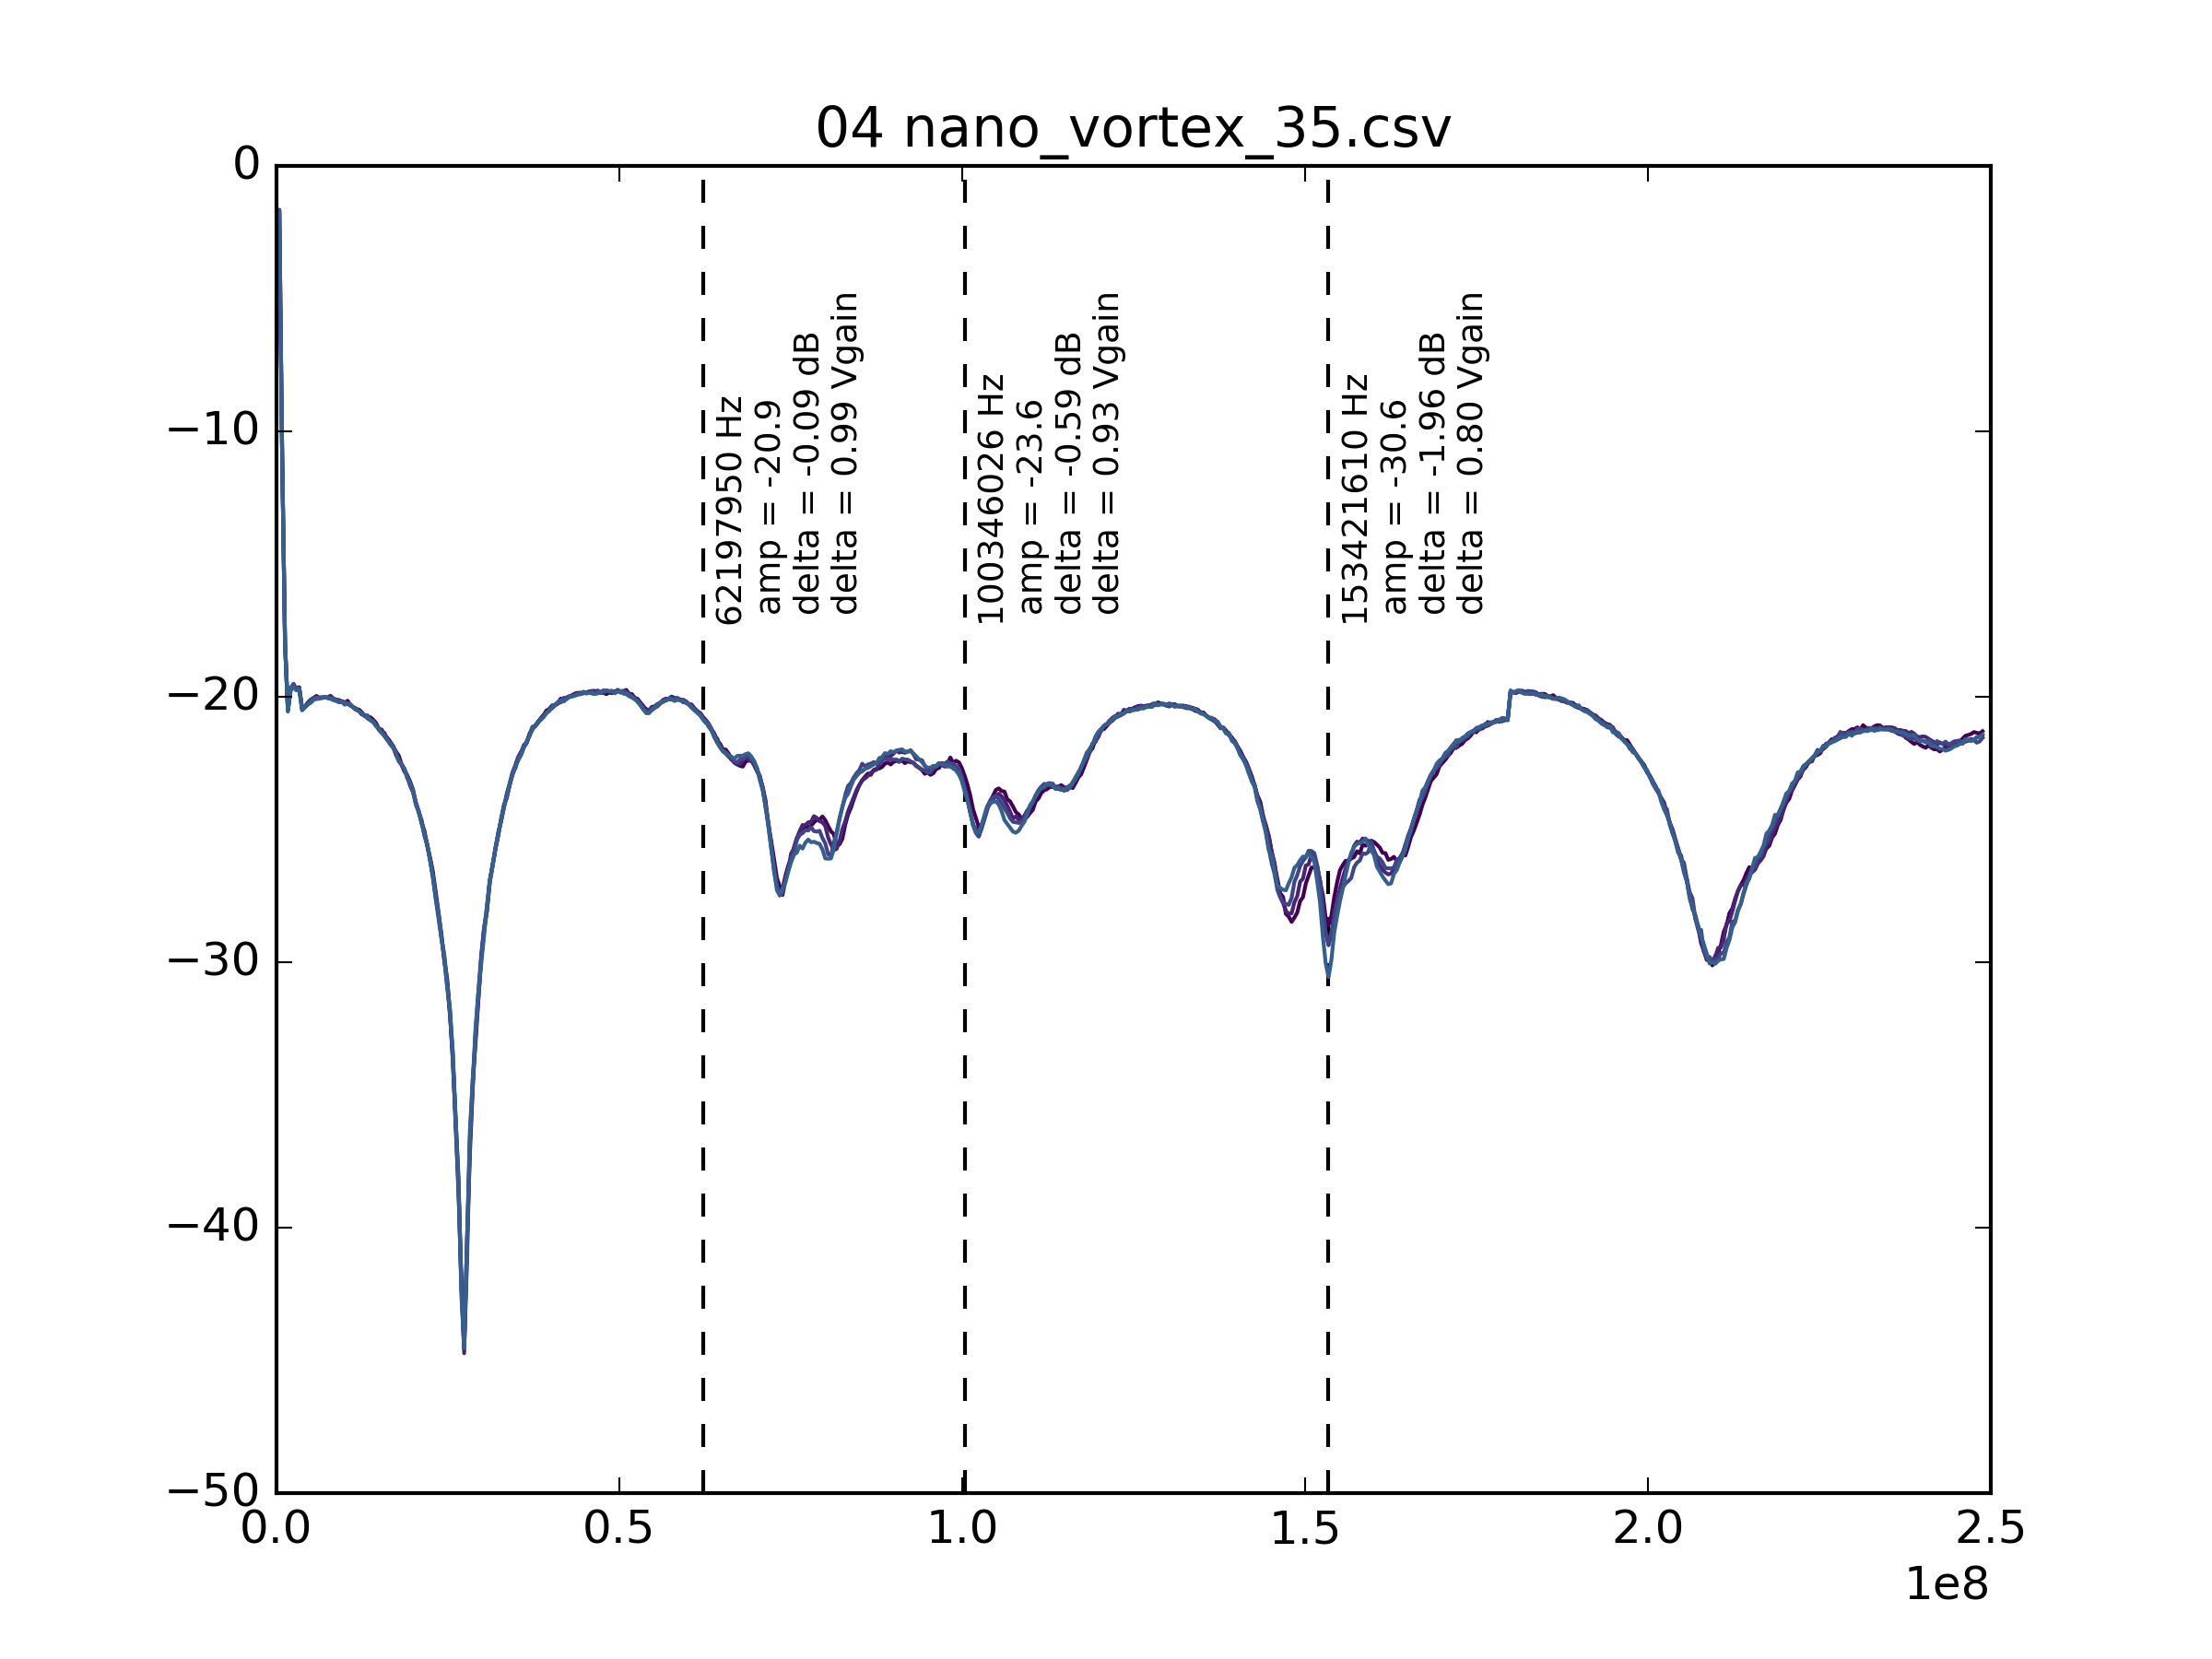 04 nano_vortex_35.csv
0
−10
−20
−30
−40
−50
62197950 Hz
amp = -20.9
delta = -0.09 dB
delta = 0.99 Vgain
100346026 Hz
amp = -23.6
delta = -0.59 dB
delta = 0.93 Vgain
153421610 Hz
amp = -30.6
delta = -1.96 dB
delta = 0.80 Vgain
0.0 0.5 1.0 1.5 2.0 2.5
1e8